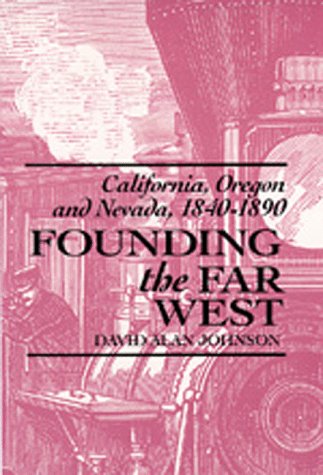 California, Oregon
and Nevada, 1840-1890
FOUNDING
the FAR
WEST
DAVID ALAN JOHNSON